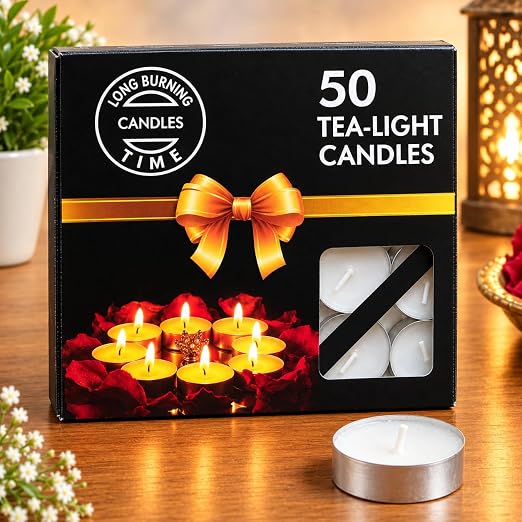 LONG BURNING
CANDLES
TIME
50
TEA-LIGHT
CANDLES